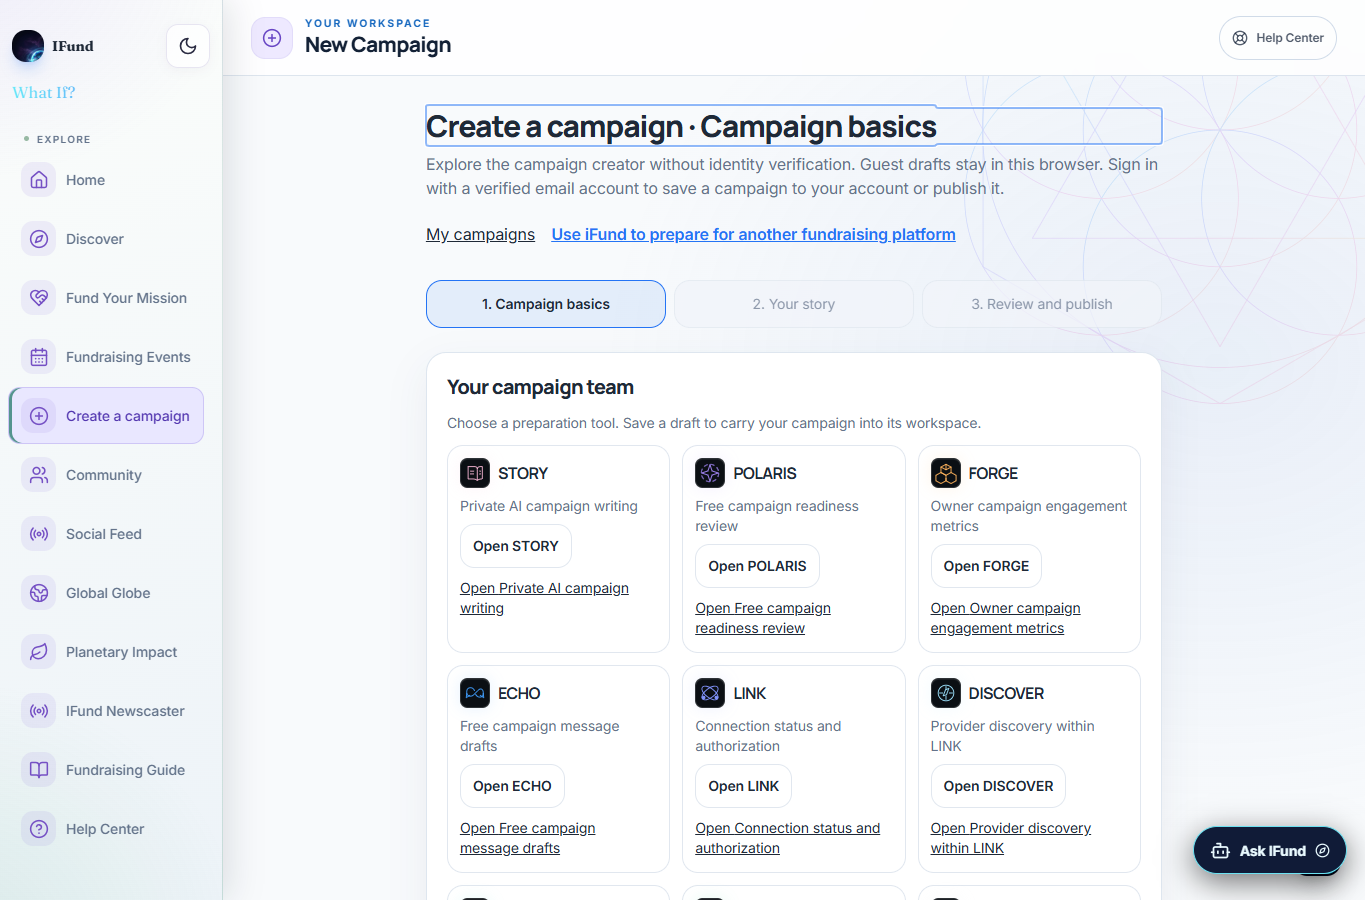 IFund
What If?
EXPLORE
Home
Discover
Fund Your Mission
Fundraising Events
Create a campaign
Community
Social Feed
Global Globe
Planetary Impact
IFund Newscaster
Fundraising Guide
Help Center
YOUR WORKSPACE
New Campaign
Help Center
Create a campaign · Campaign basics
Explore the campaign creator without identity verification. Guest drafts stay in this browser. Sign in
with a verified email account to save a campaign to your account or publish it.
My campaigns
Use iFund to prepare for another fundraising platform
1. Campaign basics
2. Your story
3. Review and publish
Your campaign team
Choose a preparation tool. Save a draft to carry your campaign into its workspace.
STORY
Private AI campaign writing
Open STORY
Open Private AI campaign
writing
POLARIS
Free campaign readiness
review
Open POLARIS
Open Free campaign
readiness review
FORGE
Owner campaign engagement
metrics
Open FORGE
Open Owner campaign
engagement metrics
ECHO
Free campaign message
drafts
Open ECHO
Open Free campaign
message drafts
LINK
Connection status and
authorization
Open LINK
Open Connection status and
authorization
DISCOVER
Provider discovery within
LINK
Open DISCOVER
Open Provider discovery
within LINK
Ask IFund